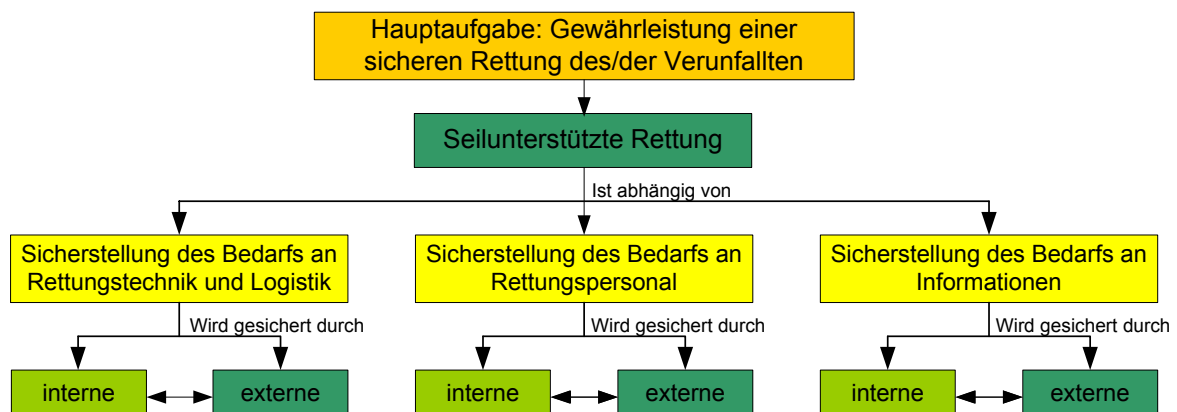 Hauptaufgabe: Gewährleistung einer
sicheren Rettung des/der Verunfallten
Seilunterstützte Rettung
Ist abhängig von
Sicherstellung des Bedarfs an
Rettungstechnik und Logistik
Sicherstellung des Bedarfs an
Rettungspersonal
Sicherstellung des Bedarfs an
Informationen
Wird gesichert durch
Wird gesichert durch
Wird gesichert durch
interne
externe
interne
externe
interne
externe